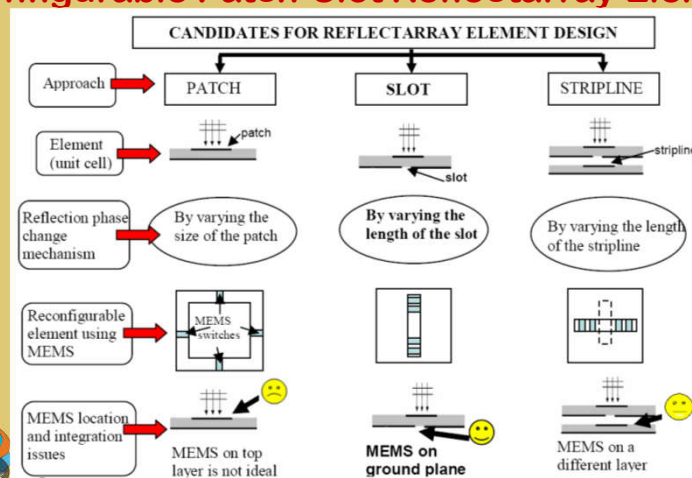 CANDIDATES FOR REFLECTARRAY ELEMENT DESIGN
Approach
PATCH
SLOT
STRIPLINE
Element
(unit cell)
patch
slot
stripline
Reflection phase
change
mechanism
By varying the
size of the patch
By varying the
length of the slot
By varying the length
of the stripline
Reconfigurable
element using
MEMS
MEMS
switches
MEMS location
and integration
issues
MEMS on top
layer is not ideal
MEMS on
ground plane
MEMS on a
different layer